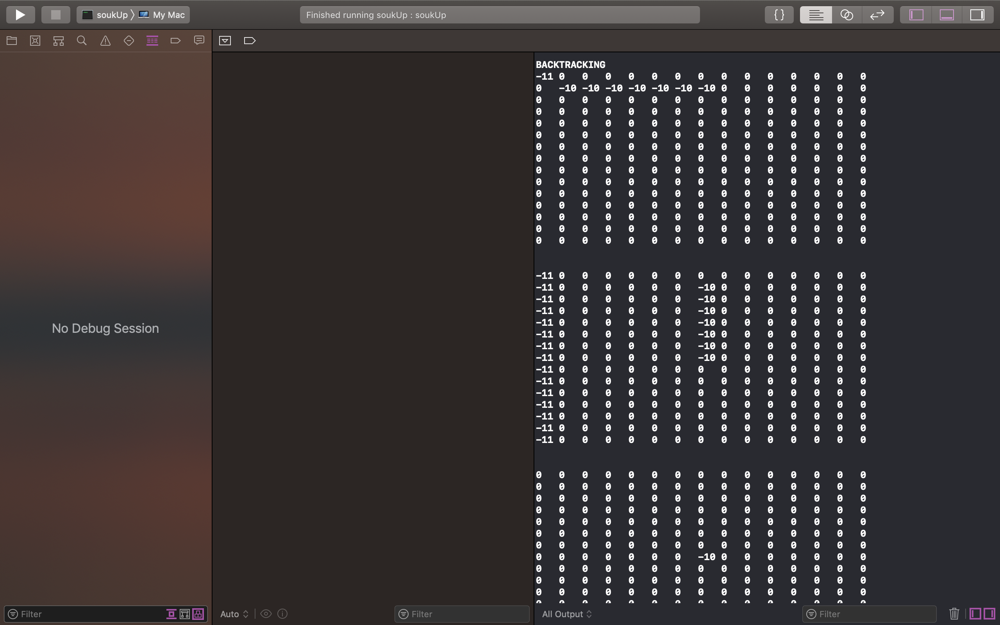 soukUp My Mac
Finished running soukUp : soukUp
{ }
No Debug Session
BACKTRACKING
-11 0 0 0 0 0 0 0 0 0 0 0 0 0 0
0 -10 -10 -10 -10 -10 -10 -10 0 0 0 0 0 0 0
0 0 0 0 0 0 0 0 0 0 0 0 0 0 0
0 0 0 0 0 0 0 0 0 0 0 0 0 0 0
0 0 0 0 0 0 0 0 0 0 0 0 0 0 0
0 0 0 0 0 0 0 0 0 0 0 0 0 0 0
0 0 0 0 0 0 0 0 0 0 0 0 0 0 0
0 0 0 0 0 0 0 0 0 0 0 0 0 0 0
0 0 0 0 0 0 0 0 0 0 0 0 0 0 0
0 0 0 0 0 0 0 0 0 0 0 0 0 0 0
0 0 0 0 0 0 0 0 0 0 0 0 0 0 0
0 0 0 0 0 0 0 0 0 0 0 0 0 0 0
0 0 0 0 0 0 0 0 0 0 0 0 0 0 0
0 0 0 0 0 0 0 0 0 0 0 0 0 0 0
0 0 0 0 0 0 0 0 0 0 0 0 0 0 0
-11 0 0 0 0 0 0 0 0 0 0 0 0 0 0
-11 0 0 0 0 0 0 -10 0 0 0 0 0 0 0
-11 0 0 0 0 0 0 -10 0 0 0 0 0 0 0
-11 0 0 0 0 0 0 -10 0 0 0 0 0 0 0
-11 0 0 0 0 0 0 -10 0 0 0 0 0 0 0
-11 0 0 0 0 0 0 -10 0 0 0 0 0 0 0
-11 0 0 0 0 0 0 -10 0 0 0 0 0 0 0
-11 0 0 0 0 0 0 -10 0 0 0 0 0 0 0
-11 0 0 0 0 0 0 0 0 0 0 0 0 0 0
-11 0 0 0 0 0 0 0 0 0 0 0 0 0 0
-11 0 0 0 0 0 0 0 0 0 0 0 0 0 0
-11 0 0 0 0 0 0 0 0 0 0 0 0 0 0
-11 0 0 0 0 0 0 0 0 0 0 0 0 0 0
-11 0 0 0 0 0 0 0 0 0 0 0 0 0 0
-11 0 0 0 0 0 0 0 0 0 0 0 0 0 0
0 0 0 0 0 0 0 0 0 0 0 0 0 0 0
0 0 0 0 0 0 0 0 0 0 0 0 0 0 0
0 0 0 0 0 0 0 0 0 0 0 0 0 0 0
0 0 0 0 0 0 0 0 0 0 0 0 0 0 0
0 0 0 0 0 0 0 0 0 0 0 0 0 0 0
0 0 0 0 0 0 0 0 0 0 0 0 0 0 0
0 0 0 0 0 0 0 0 0 0 0 0 0 0 0
0 0 0 0 0 0 0 -10 0 0 0 0 0 0 0
0 0 0 0 0 0 0 0 0 0 0 0 0 0 0
0 0 0 0 0 0 0 0 0 0 0 0 0 0 0
0 0 0 0 0 0 0 0 0 0 0 0 0 0 0
Filter
Auto
Filter
All Output
Filter